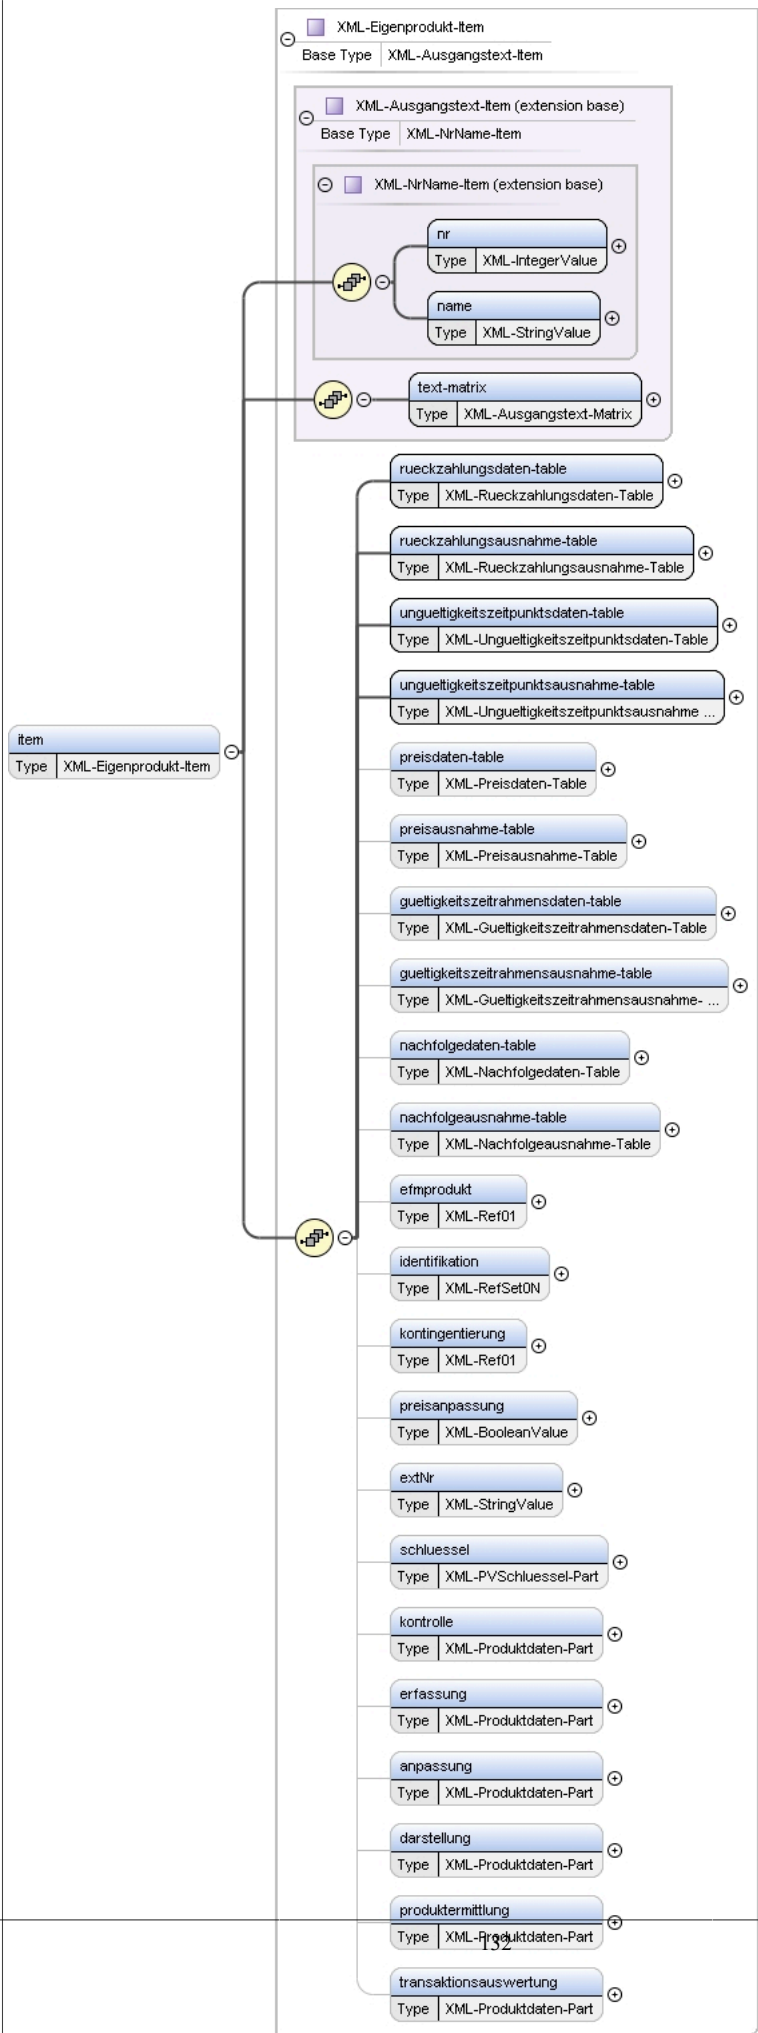 XML-Eigenprodukt-Item
Base Type XML-Ausgangstext-Item
XML-Ausgangstext-Item (extension base)
Base Type XML-NrName-Item
XML-NrName-Item (extension base)
nr
Type XML-IntegerValue
name
Type XML-StringValue
text-matrix
Type XML-Ausgangstext-Matrix
rueckzahlungsdaten-table
Type XML-Rueckzahlungsdaten-Table
rueckzahlungsausnahme-table
Type XML-Rueckzahlungsausnahme-Table
ungueltigkeitszeitpunktsdaten-table
Type XML-Ungueltigkeitszeitpunktsdaten-Table
ungueltigkeitszeitpunktsausnahme-table
Type XML-Ungueltigkeitszeitpunktsausnahme ...
item
Type XML-Eigenprodukt-Item
preisdaten-table
Type XML-Preisdaten-Table
preisausnahme-table
Type XML-Preisausnahme-Table
gueltigkeitszeitrahmensdaten-table
Type XML-Gueltigkeitszeitrahmensdaten-Table
gueltigkeitszeitrahmensausnahme-table
Type XML-Gueltigkeitszeitrahmensausnahme- ...
nachfolgedaten-table
Type XML-Nachfolgedaten-Table
nachfolgeausnahme-table
Type XML-Nachfolgeausnahme-Table
efmprodukt
Type XML-Ref01
identifikation
Type XML-RefSet0N
kontingentierung
Type XML-Ref01
preisanpassung
Type XML-BooleanValue
extNr
Type XML-StringValue
schluessel
Type XML-PVSchluessel-Part
kontrolle
Type XML-Produktdaten-Part
erfassung
Type XML-Produktdaten-Part
anpassung
Type XML-Produktdaten-Part
darstellung
Type XML-Produktdaten-Part
produktermittlung
Type XML-Produktdaten-Part
132
transaktionsauswertung
Type XML-Produktdaten-Part